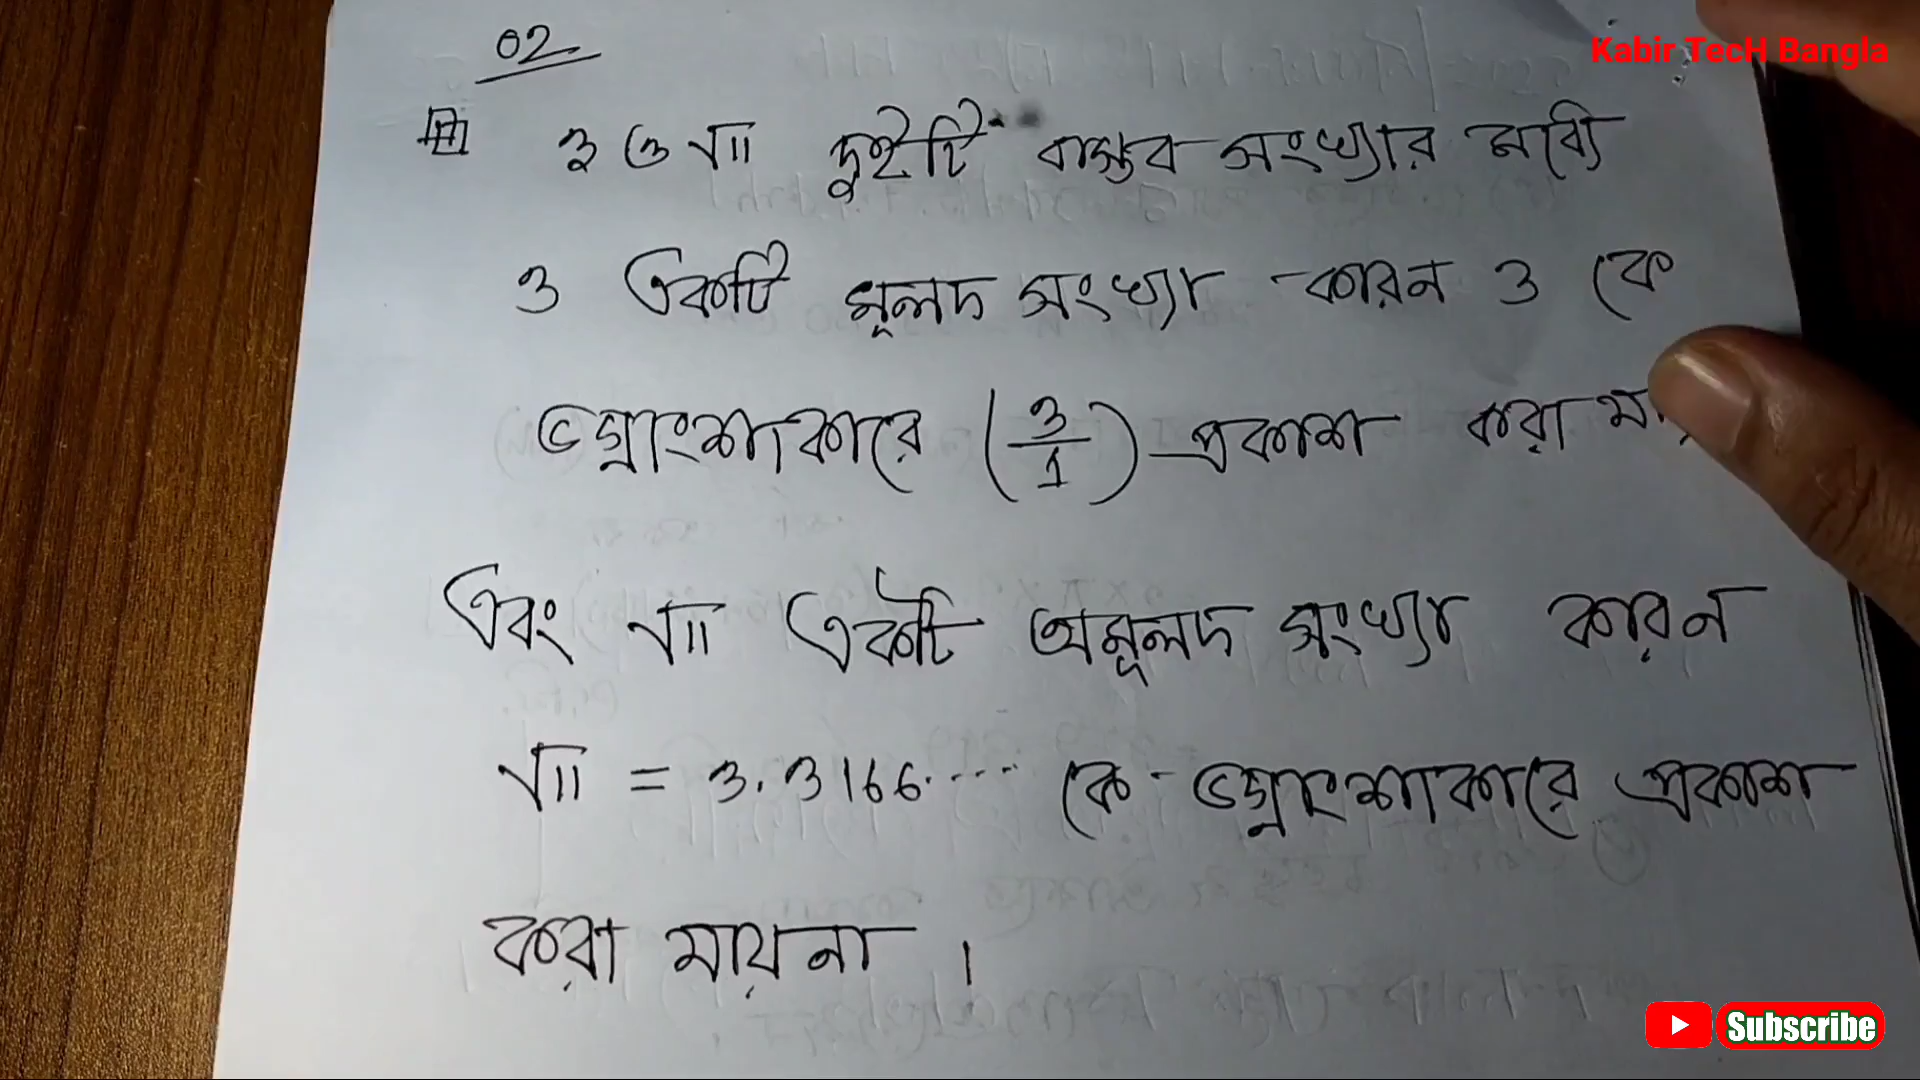 Kabir TecH Bangla
02
3 ও √11 দুইটি বাস্তব সংখ্যার মধ্যে
3 একটি মূলদ সংখ্যা কারন 3 কে
ভগ্নাংশাকারে (3/1) প্রকাশ করা
এবং √11 একটি অমূলদ সংখ্যা কারন
√11 = 3.3166.... কে ভগ্নাংশাকারে প্রকাশ
করা যায় না ।
Subscribe